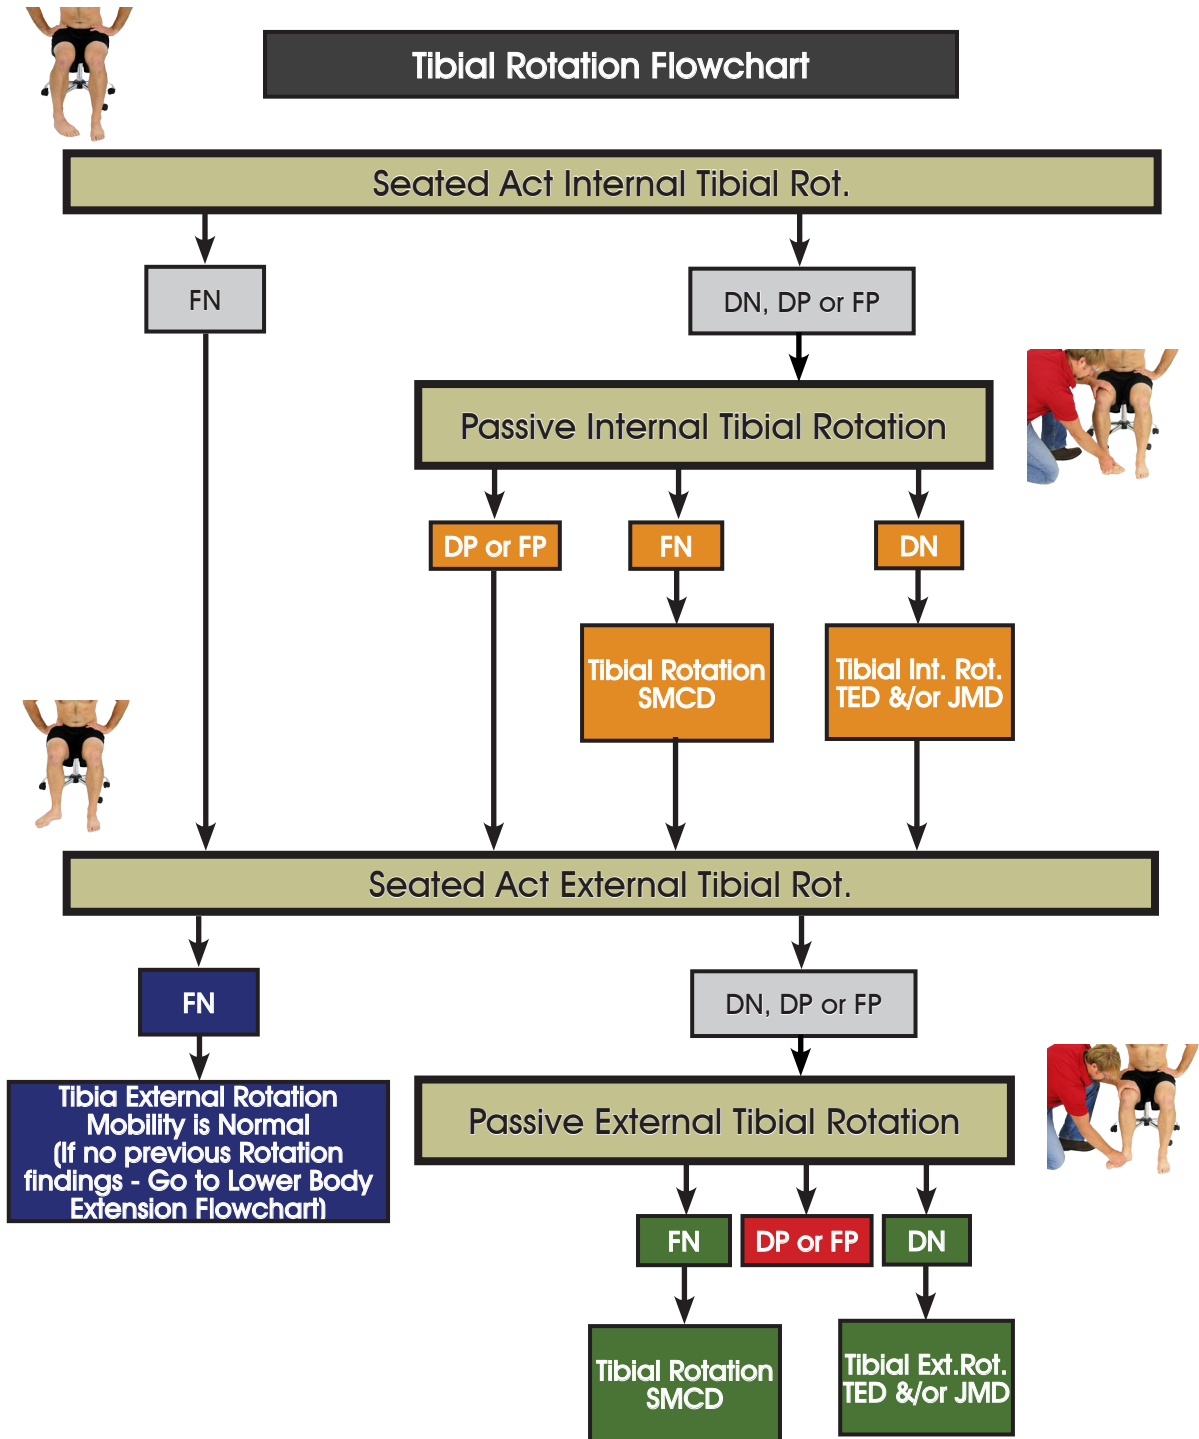 Tibial Rotation Flowchart
Seated Act Internal Tibial Rot.
FN
DN, DP or FP
Passive Internal Tibial Rotation
DP or FP
FN
DN
Tibial Rotation
SMCD
Tibial Int. Rot.
TED &/or JMD
Seated Act External Tibial Rot.
FN
DN, DP or FP
Tibia External Rotation
Mobility is Normal
(If no previous Rotation
findings - Go to Lower Body
Extension Flowchart)
Passive External Tibial Rotation
FN
DP or FP
DN
Tibial Rotation
SMCD
Tibial Ext.Rot.
TED &/or JMD